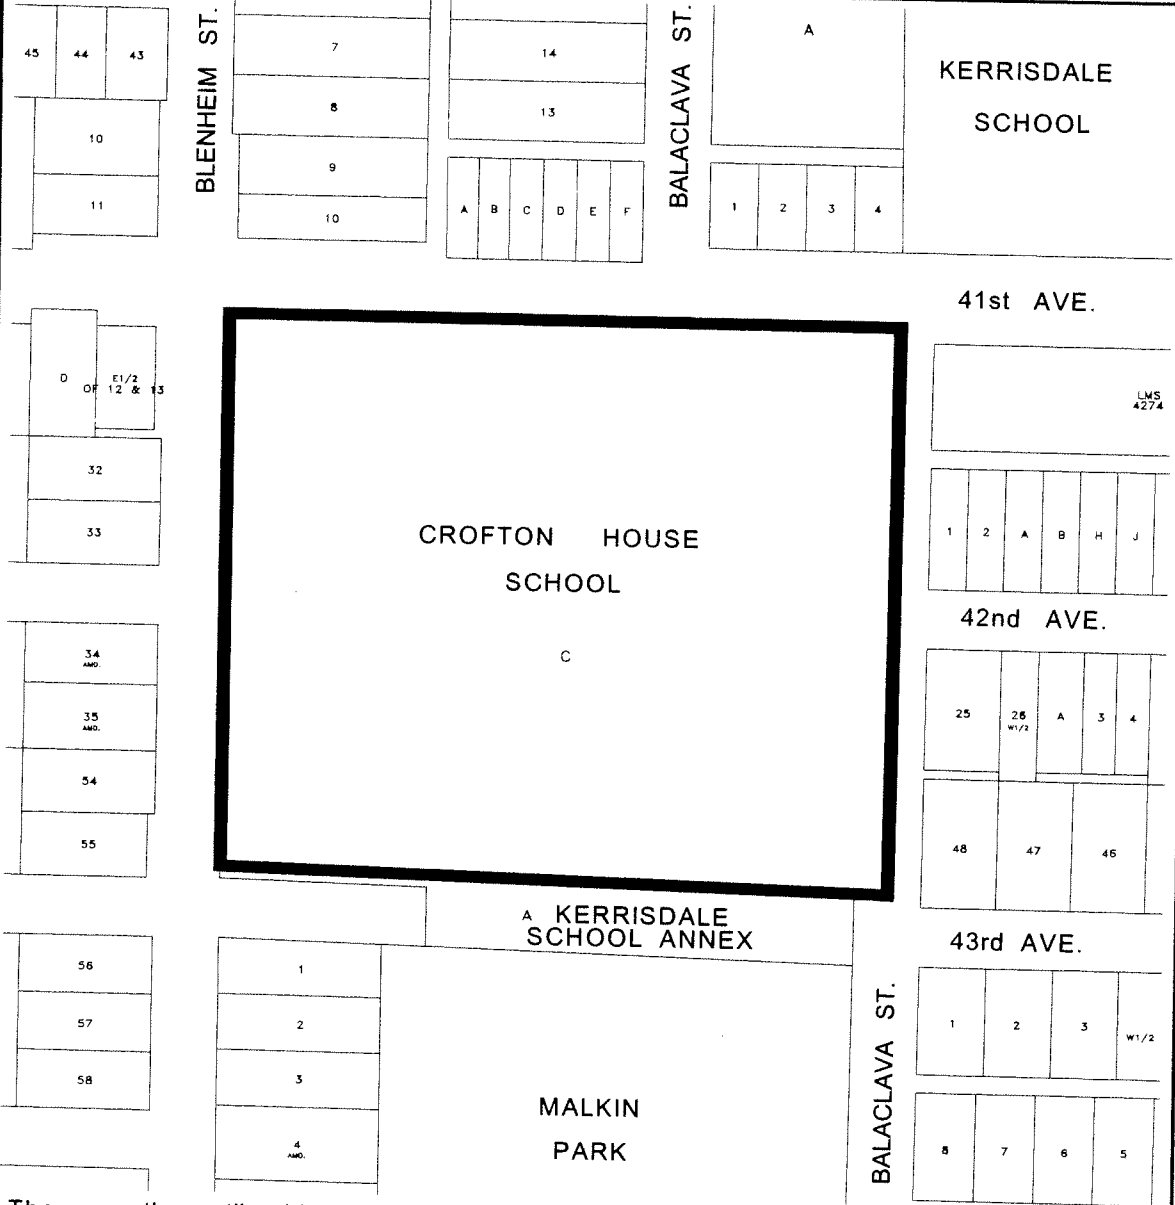 45
44
43
BLENHEIM ST.
7
14
BALACLAVA ST.
A
KERRISDALE
SCHOOL
8
13
10
9
11
10
A
B
C
D
E
F
1
2
3
4
41st AVE.
D
E1/2
OF 12 & 13
LMS
4274
32
33
CROFTON HOUSE
SCHOOL
C
1
2
A
B
H
J
42nd AVE.
34
AMD.
35
AMD.
25
26
W1/2
A
3
4
54
55
48
47
46
A KERRISDALE
SCHOOL ANNEX
43rd AVE.
56
1
57
2
58
3
4
AMD.
MALKIN
PARK
BALACLAVA ST.
1
2
3
W1/2
8
7
6
5